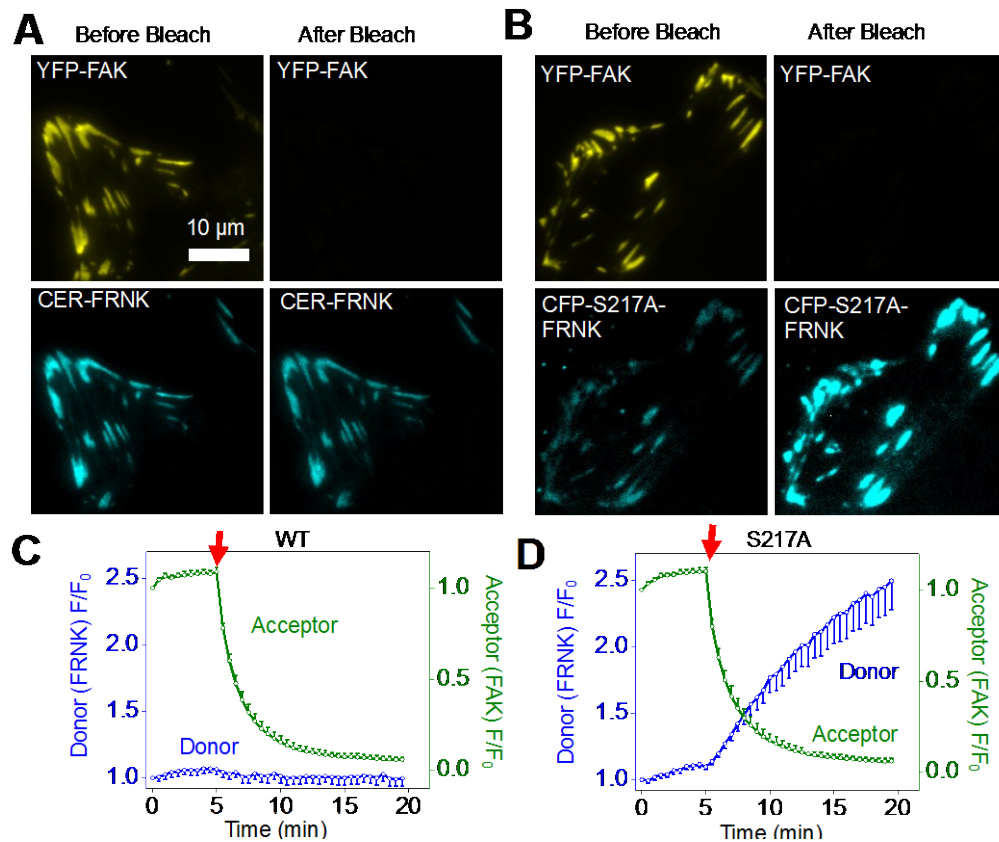 A
Before Bleach
After Bleach
YFP-FAK
YFP-FAK
10 µm
CER-FRNK
CER-FRNK
B
Before Bleach
After Bleach
YFP-FAK
YFP-FAK
CFP-S217A-
FRNK
CFP-S217A-
FRNK
C
WT
Donor (FRNK) F/F0
2.5
2.0
1.5
1.0
Acceptor
Donor
1.0
0.5
0.0
Acceptor (FAK) F/F0
0
5
10
15
20
Time (min)
D
S217A
Donor (FRNK) F/F0
2.5
2.0
1.5
1.0
Donor
Acceptor
1.0
0.5
0.0
Acceptor (FAK) F/F0
0
5
10
15
20
Time (min)